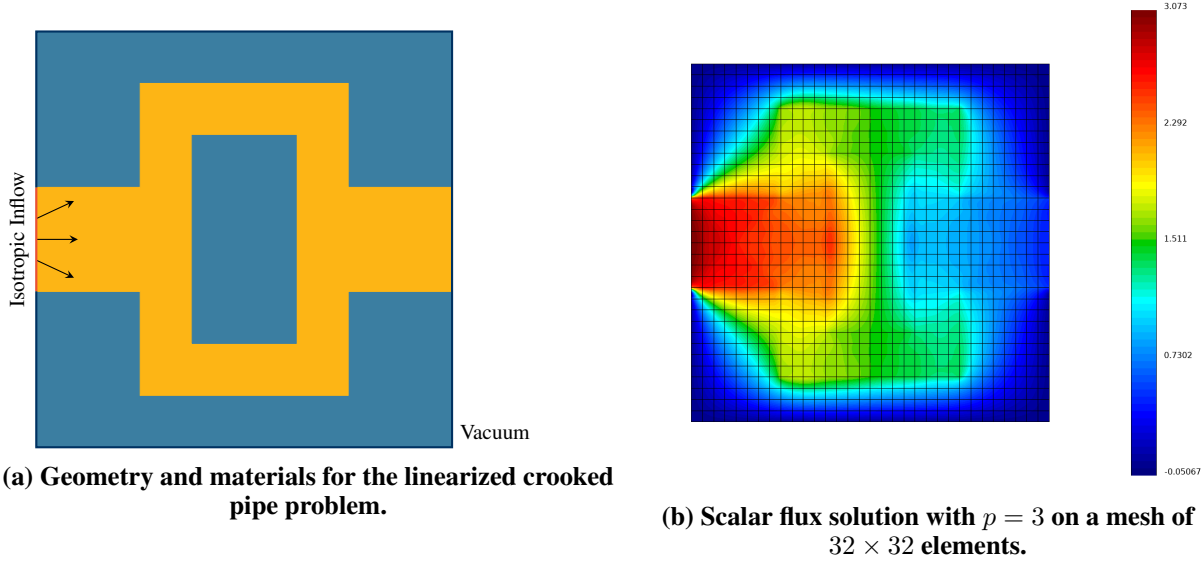 Isotropic Inflow
Vacuum
(a) Geometry and materials for the linearized crooked
pipe problem.
3.073
2.292
1.511
0.7302
-0.05067
(b) Scalar flux solution with p = 3 on a mesh of
32 × 32 elements.